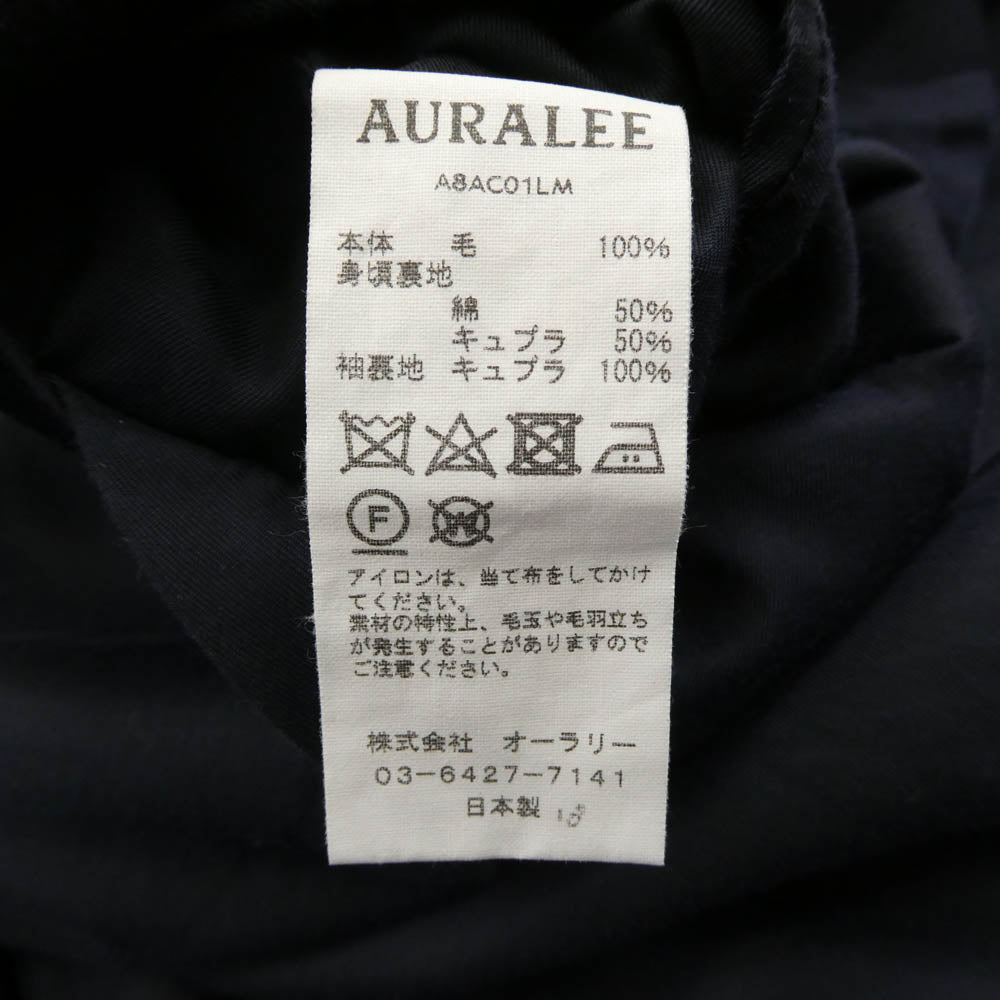 AURALEE
A8AC01LM
本体 毛 100%
身頃裏地
綿 50%
キュプラ 50%
袖裏地 キュプラ 100%
F
W
アイロンは、当て布をしてかけ
てください。
素材の特性上、毛玉や毛羽立ち
が発生することがありますので
ご注意ください。
株式会社 オーラリー
03-6427-7141
日本製 18